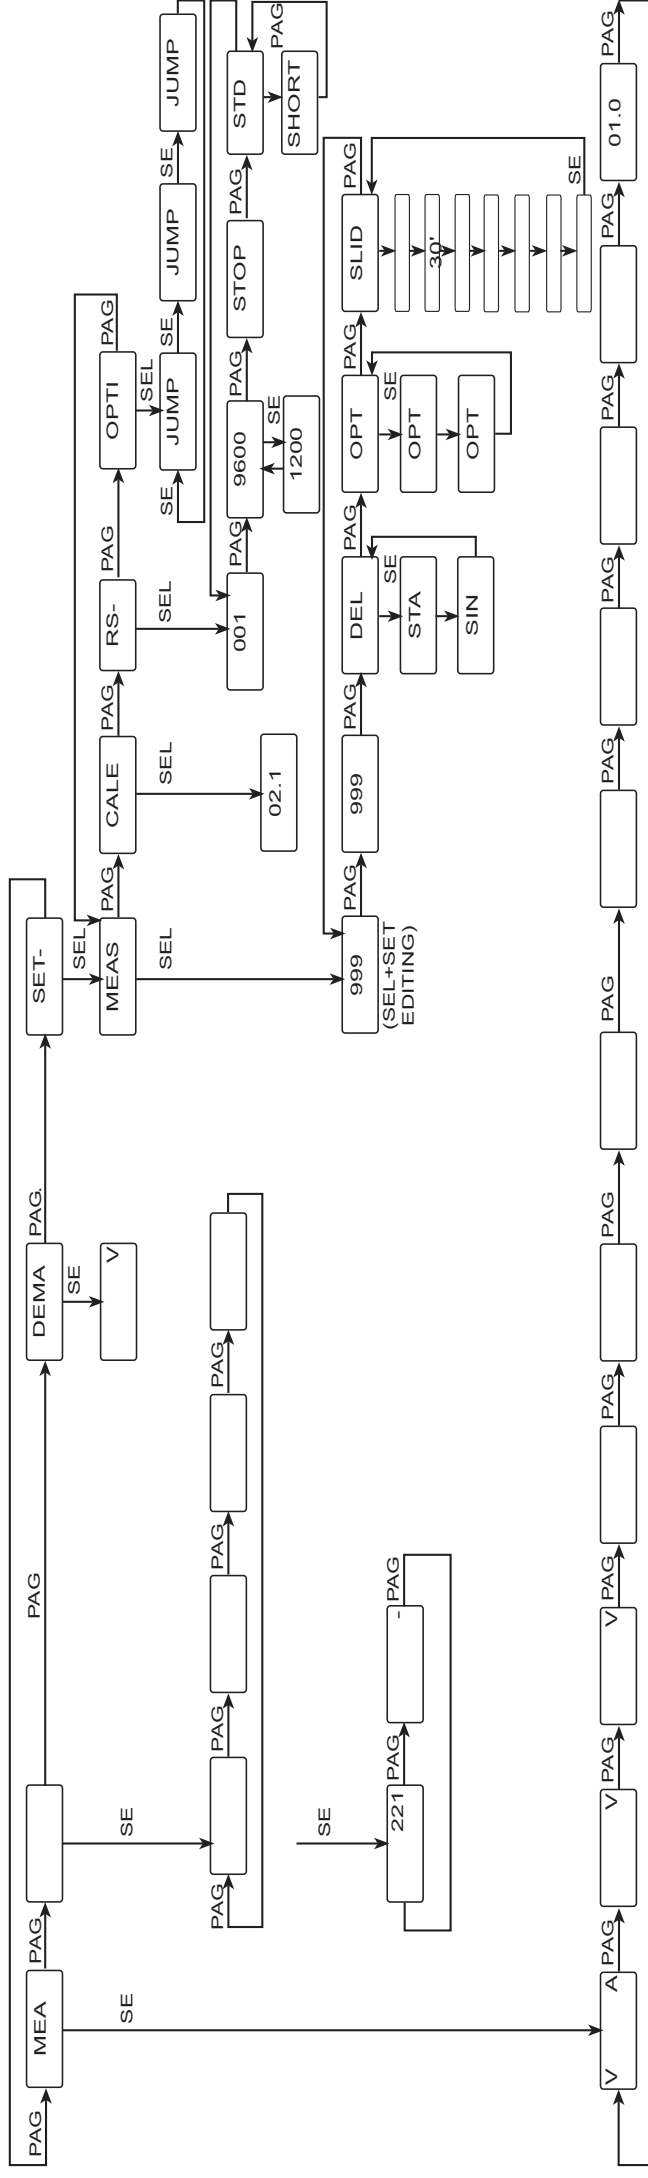 PAG
MEA
PAG
PAG
DEMA
PAG.
SET-
SE
V
SEL
MEAS
PAG
CALE
PAG
RS-
PAG
OPTI
PAG
SE
SE
SEL
SEL
SEL
SEL
SE
JUMP
SE
JUMP
SE
JUMP
PAG
PAG
PAG
PAG
001
PAG
9600
PAG
STOP
PAG
STD
SE
1200
02.1
PAG
SHORT
SE
999
(SEL+SET
EDITING)
PAG
999
PAG
DEL
PAG
OPT
PAG
SLID
PAG
SE
STA
SIN
SE
OPT
OPT
30'
SE
221
PAG
-
PAG
V A
PAG
V
PAG
V
PAG
PAG
PAG
PAG
PAG
PAG
PAG
PAG
01.0
PAG